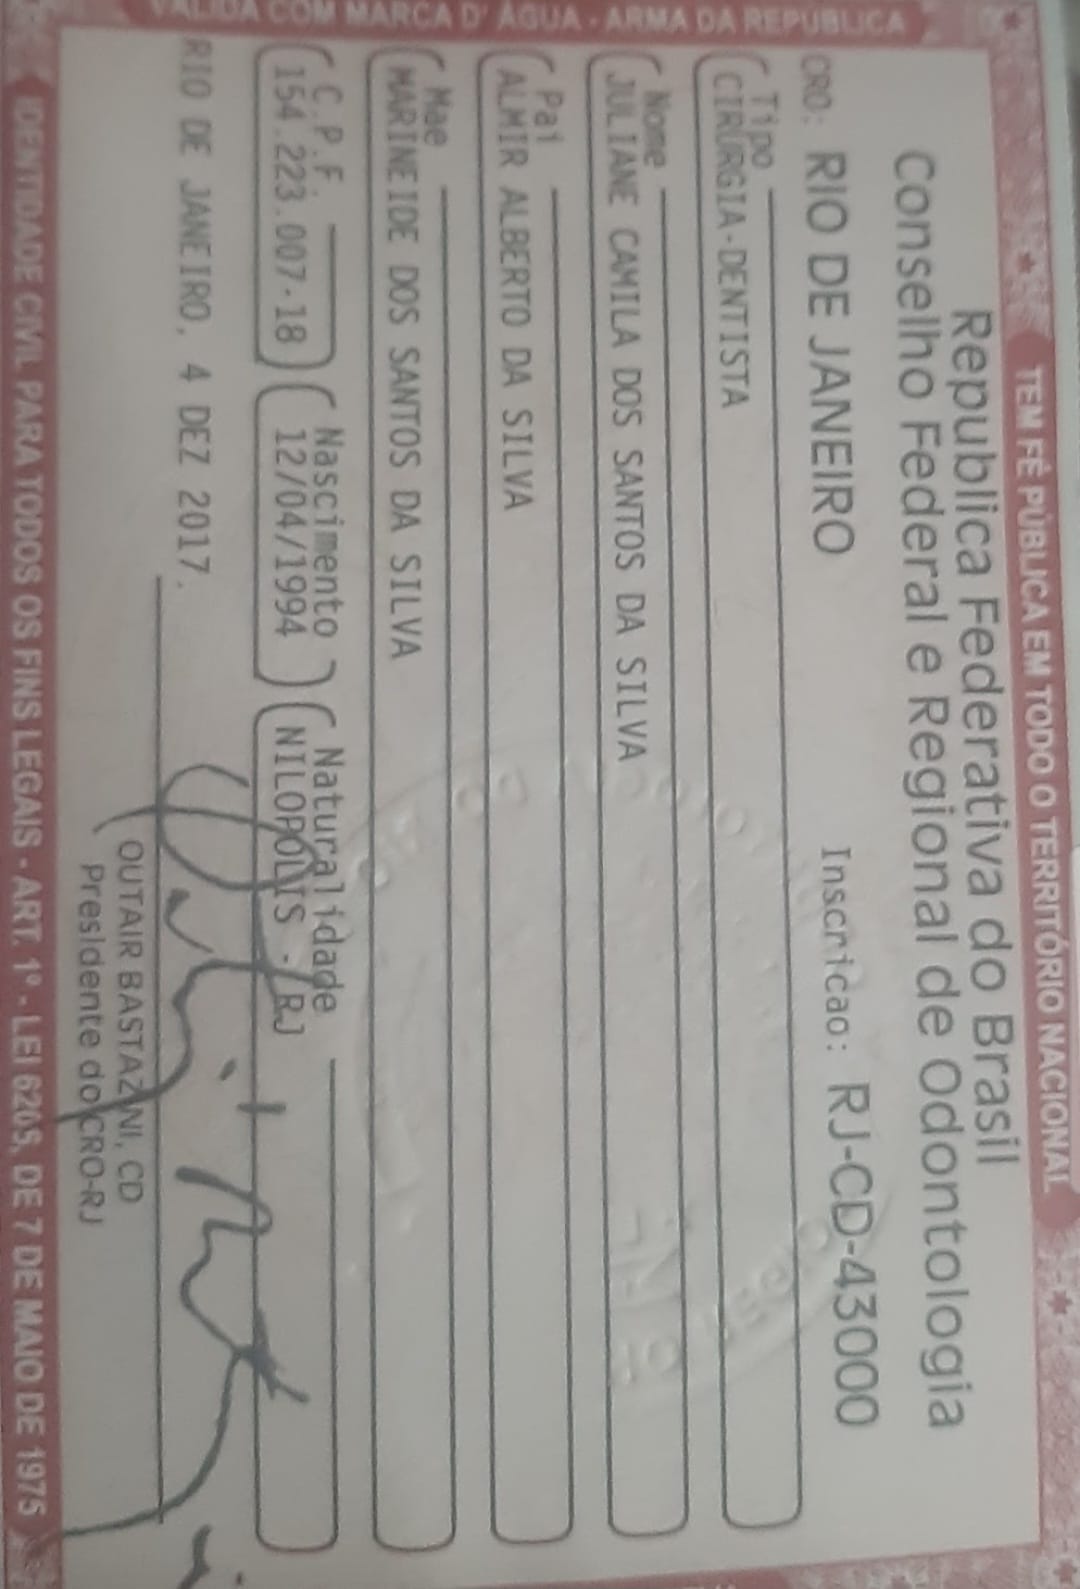 VÁLIDA COM MARCA D' ÁGUA - ARMA DA REPÚBLICA
TEM FÉ PÚBLICA EM TODO O TERRITÓRIO NACIONAL
Republica Federativa do Brasil
Conselho Federal e Regional de Odontologia
CRO: RIO DE JANEIRO Inscricao: RJ-CD-43000
Tipo
CIRURGIA-DENTISTA
Nome
JULIANE CAMILA DOS SANTOS DA SILVA
Pai
ALMIR ALBERTO DA SILVA
Mae
MARINEIDE DOS SANTOS DA SILVA
C.P.F. Nascimento Naturalidade
154.223.007-18 12/04/1994 NILOPOLIS - RJ
RIO DE JANEIRO, 4 DEZ 2017.
OUTAIR BASTAZINI, CD
Presidente do CRO-RJ
IDENTIDADE CIVIL PARA TODOS OS FINS LEGAIS - ART. 1º - LEI 6206, DE 7 DE MAIO DE 1975